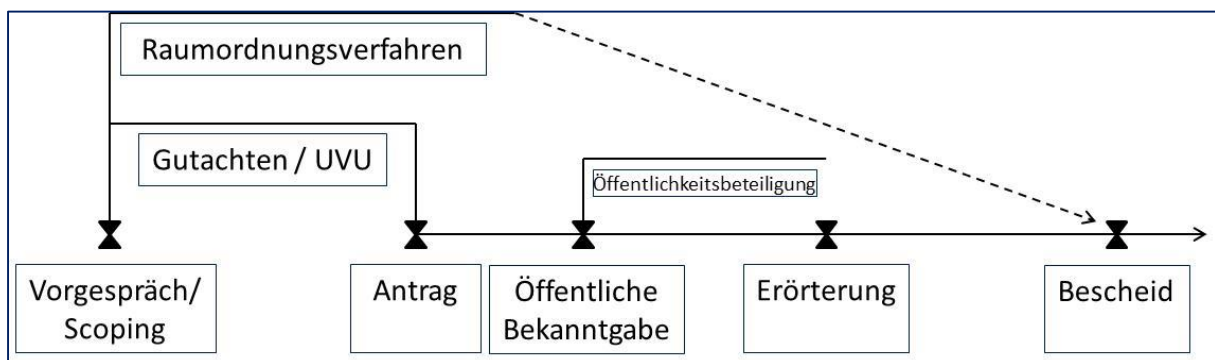 Raumordnungsverfahren
Gutachten / UVU
Öffentlichkeitsbeteiligung
Vorgespräch/
Scoping
Antrag
Öffentliche
Bekanntgabe
Erörterung
Bescheid